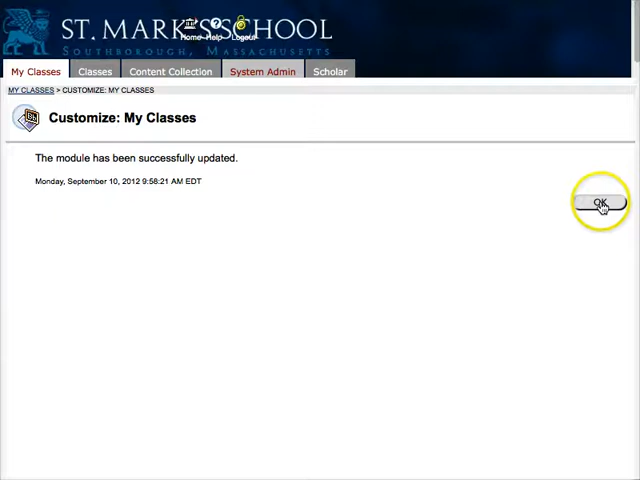 ST. MARK'S SCHOOL
SOUTHBOROUGH, MASSACHUSETTS
Home Help Logout
My Classes Classes Content Collection System Admin Scholar
MY CLASSES > CUSTOMIZE: MY CLASSES
Customize: My Classes
The module has been successfully updated.
Monday, September 10, 2012 9:58:21 AM EDT
OK